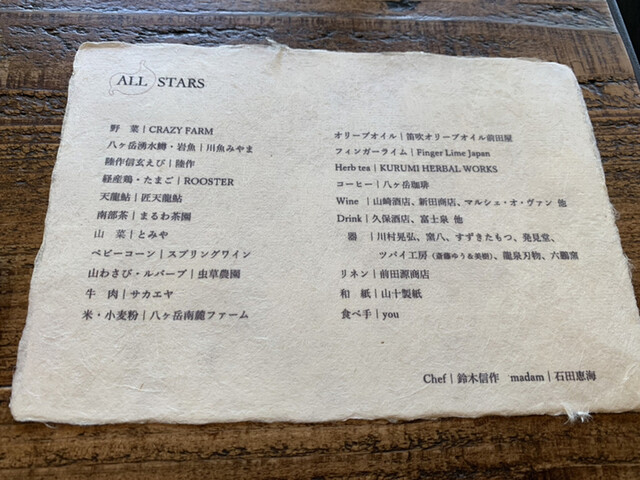 ALL STARS
野 菜 | CRAZY FARM
八ヶ岳湧水鱒・岩魚 | 川魚みやま
陸作信玄えび | 陸作
経産鶏・たまご | ROOSTER
天龍鮎 | 匠天龍鮎
南部茶 | まるわ茶園
山 菜 | とみや
ベビーコーン | スプリングワイン
山わさび・ルバーブ | 虫草農園
牛 肉 | サカエヤ
米・小麦粉 | 八ヶ岳南麓ファーム
オリーブオイル | 笛吹オリーブオイル前田屋
フィンガーライム | Finger Lime Japan
Herb tea | KURUMI HERBAL WORKS
コーヒー | 八ヶ岳珈琲
Wine | 山崎酒店、新田商店、マルシェ・オ・ヴァン 他
Drink | 久保酒店、富士泉 他
器 | 川村晃弘、窯八、すずきたもつ、発見堂、
ツバイ工房 (斎藤ゆう&美樹)、龍泉刃物、六鵬窯
リネン | 前田源商店
和 紙 | 山十製紙
食べ手 | you
Chef | 鈴木信作 madam | 石田恵海